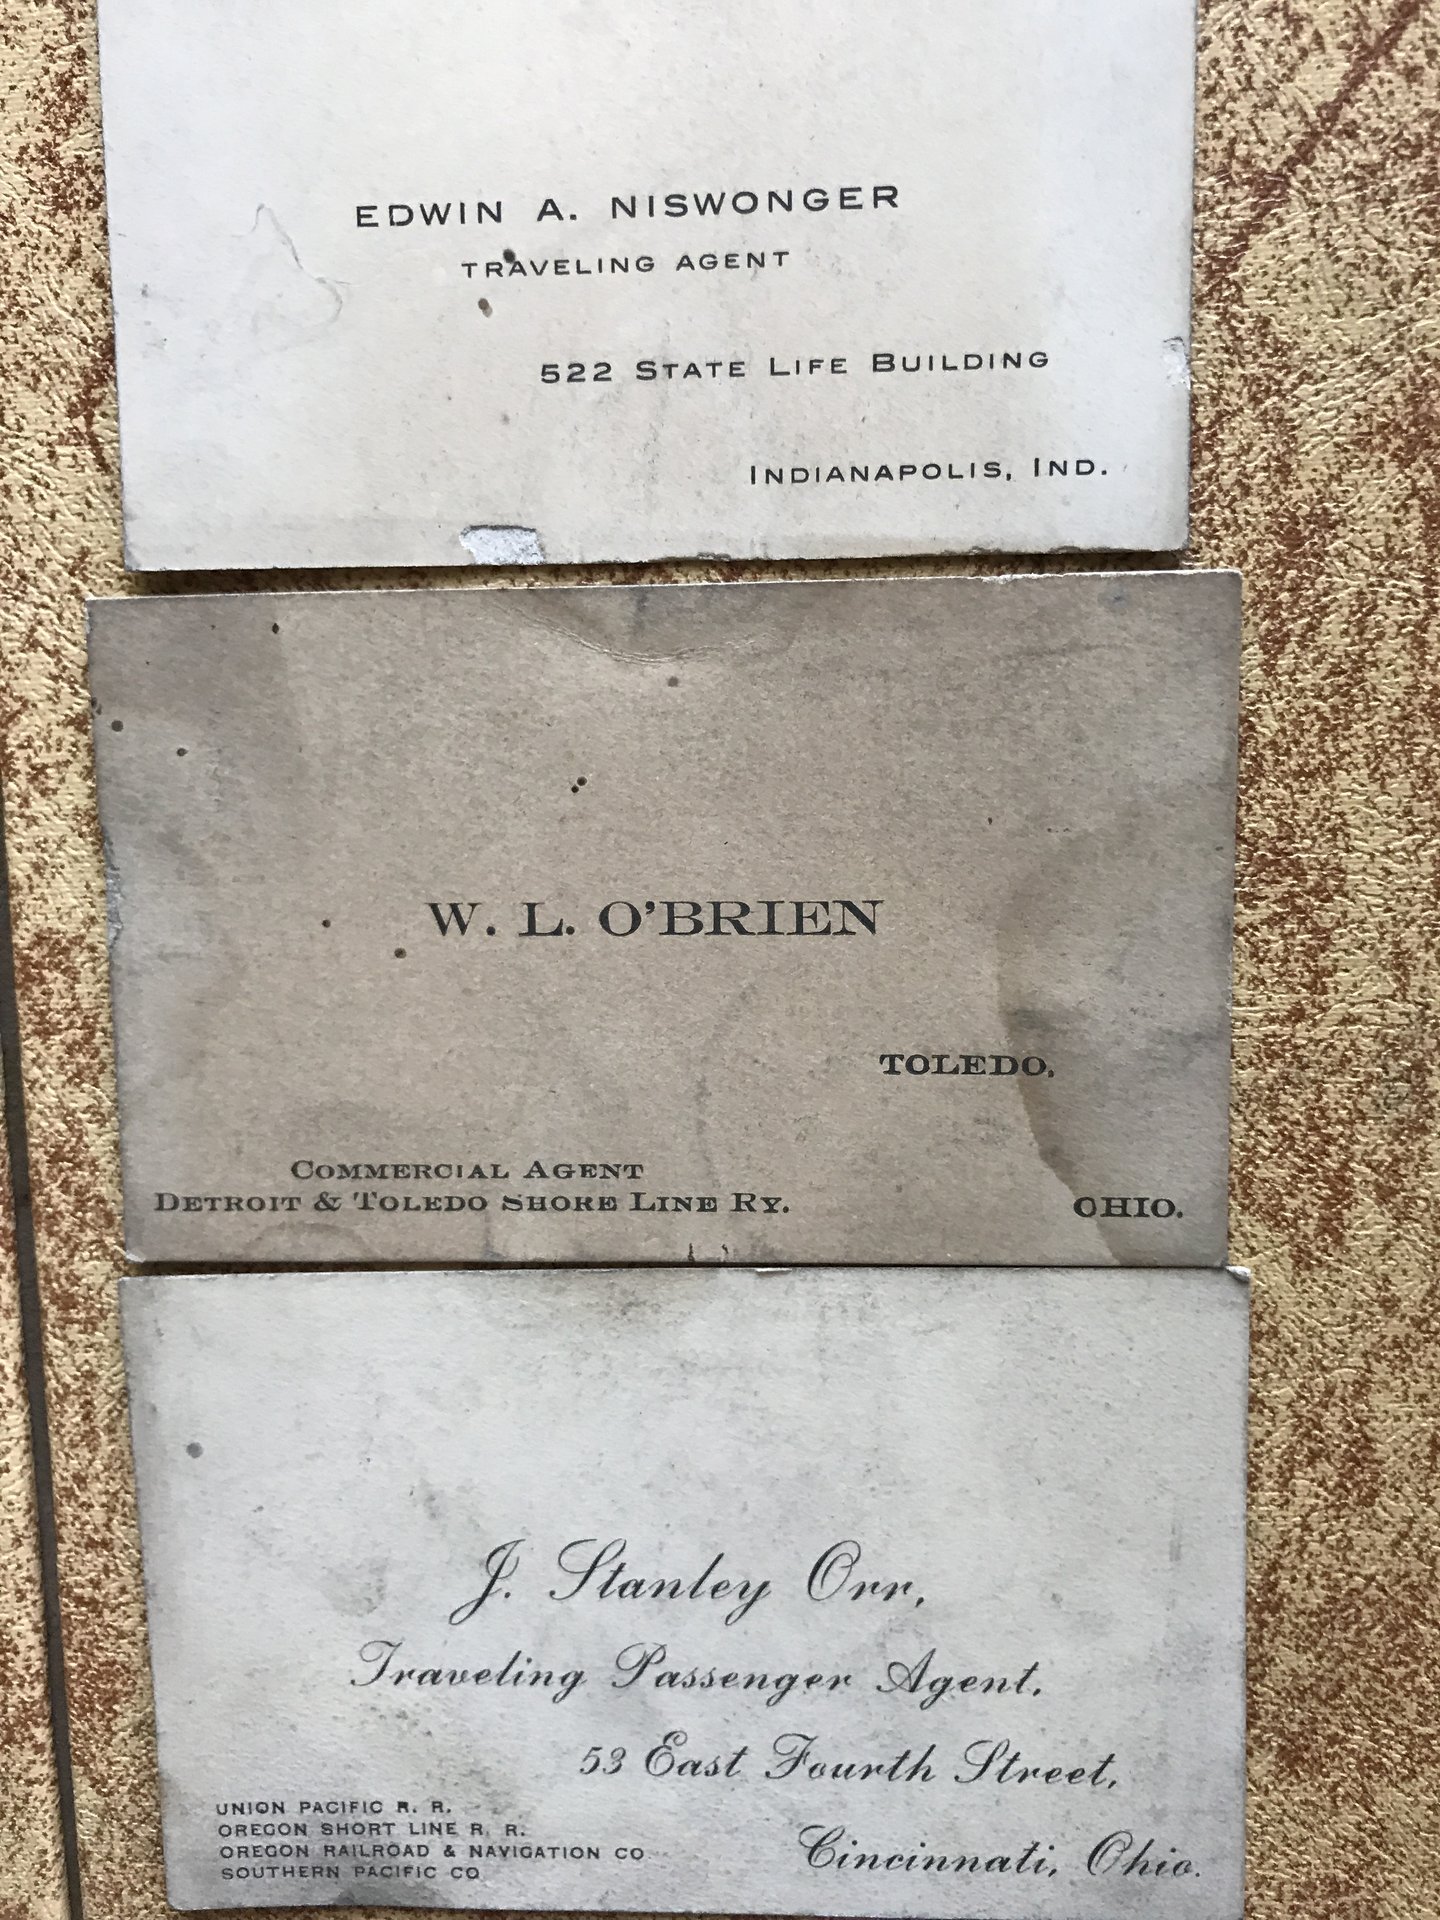 EDWIN A. NISWONGER
TRAVELING AGENT
522 STATE LIFE BUILDING
INDIANAPOLIS, IND.
W. L. O'BRIEN
TOLEDO,
COMMERCIAL AGENT
DETROIT & TOLEDO SHORE LINE RY.
OHIO.
J. Stanley Orr,
Traveling Passenger Agent,
53 East Fourth Street,
UNION PACIFIC R. R.
OREGON SHORT LINE R. R.
OREGON RAILROAD & NAVIGATION CO.
SOUTHERN PACIFIC CO.
Cincinnati, Ohio.